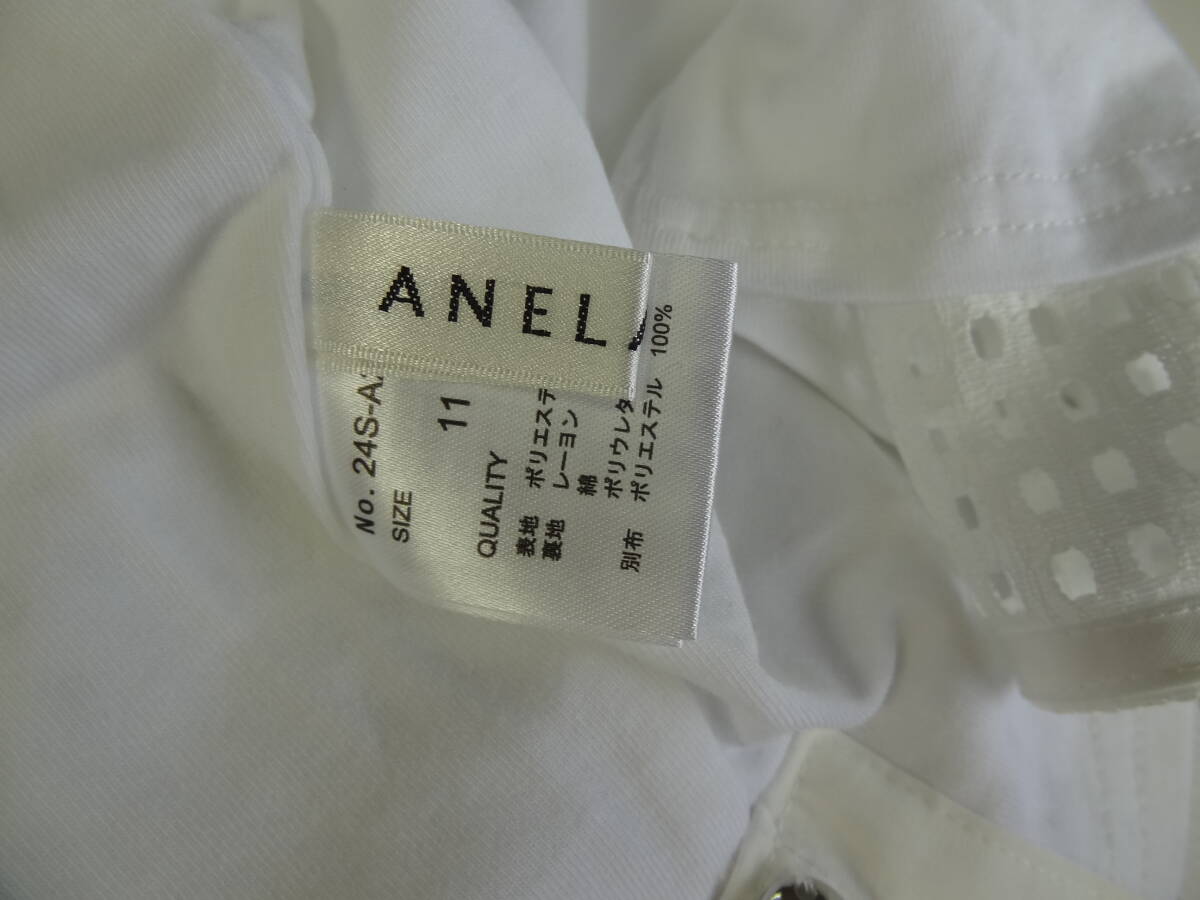 ANEL
No. 24S-A
SIZE
11
QUALITY
表地 ポリエステ
裏地 レーヨン
綿
ポリウレタ
別布 ポリエステル 100%